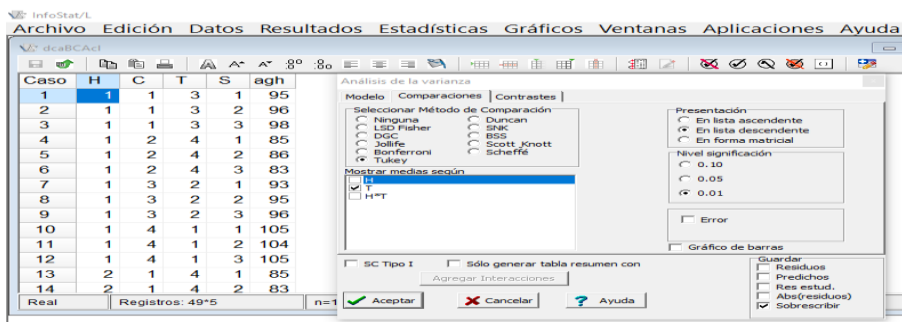 InfoStat/L
Archivo Edición Datos Resultados Estadísticas Gráficos Ventanas Aplicaciones Ayuda
dcaBCAcl
Caso H C T S agh
1 1 1 3 1 95
2 1 1 3 2 96
3 1 1 3 3 98
4 1 2 4 1 85
5 1 2 4 2 86
6 1 2 4 3 83
7 1 3 2 1 93
8 1 3 2 2 95
9 1 3 2 3 96
10 1 4 1 1 105
11 1 4 1 2 104
12 1 4 1 3 105
13 2 1 4 1 85
14 2 1 4 2 83
Real Registros: 49*5 n=1
Análisis de la varianza
Modelo Comparaciones Contrastes
Seleccionar Método de Comparación
Ninguna Duncan
LSD Fisher SNK
DGC BSS
Jollife Scott ,Knott
Bonferroni Scheffé
Tukey
Mostrar medias según
H
T
H*T
Presentación
En lista ascendente
En lista descendente
En forma matricial
Nivel significación
0.10
0.05
0.01
Error
Gráfico de barras
SC Tipo I Sólo generar tabla resumen con
Agregar Interacciones
Guardar
Residuos
Predichos
Res estud.
Abs(residuos)
Sobrescribir
Aceptar Cancelar Ayuda